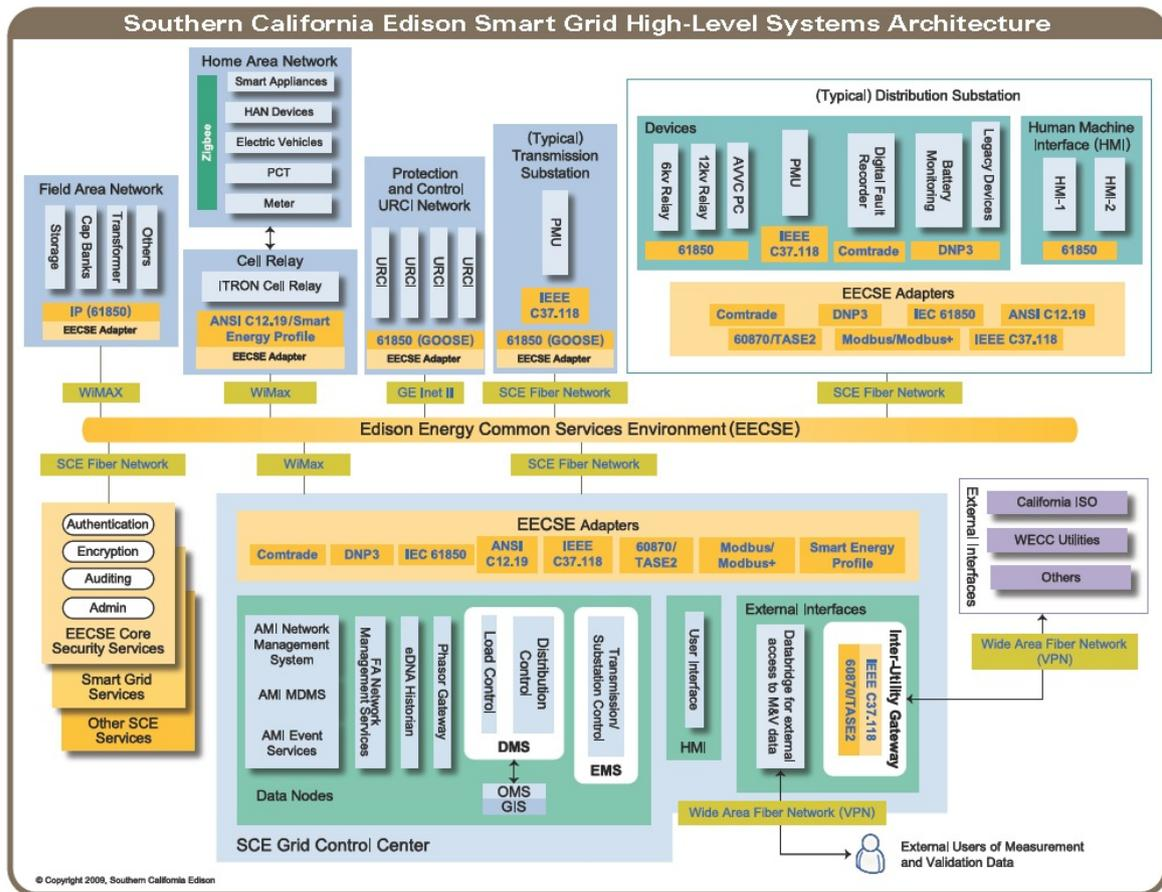 Southern California Edison Smart Grid High-Level Systems Architecture
Home Area Network
Zigbee
Smart Appliances
HAN Devices
Electric Vehicles
PCT
Meter
Field Area Network
Storage
Cap Banks
Transformer
Others
IP (61850)
EECSE Adapter
Cell Relay
ITRON Cell Relay
ANSI C12.19/Smart
Energy Profile
EECSE Adapter
Protection
and Control
URCI Network
URCI
URCI
URCI
URCI
61850 (GOOSE)
EECSE Adapter
(Typical)
Transmission
Substation
PMU
IEEE
C37.118
61850 (GOOSE)
EECSE Adapter
(Typical) Distribution Substation
Devices
6kv Relay
12kv Relay
AVVC PC
61850
PMU
IEEE
C37.118
Digital Fault
Recorder
Comtrade
Battery
Monitoring
Legacy Devices
DNP3
Human Machine
Interface (HMI)
HMI-1
HMI-2
61850
EECSE Adapters
Comtrade
DNP3
IEC 61850
ANSI C12.19
60870/TASE2
Modbus/Modbus+
IEEE C37.118
WiMAX
WiMax
GE Inet II
SCE Fiber Network
SCE Fiber Network
Edison Energy Common Services Environment (EECSE)
SCE Fiber Network
WiMax
SCE Fiber Network
Authentication
Encryption
Auditing
Admin
EECSE Core
Security Services
Smart Grid
Services
Other SCE
Services
EECSE Adapters
Comtrade
DNP3
IEC 61850
ANSI
C12.19
IEEE
C37.118
60870/
TASE2
Modbus/
Modbus+
Smart Energy
Profile
AMI Network
Management
System
AMI MDMS
AMI Event
Services
FA Network
Management Services
eDNA Historian
Phasor Gateway
Load Control
Distribution
Control
DMS
Transmission/
Substation Control
EMS
OMS
GIS
Data Nodes
SCE Grid Control Center
User Interface
HMI
External Interfaces
Databridge for external
access to M&V data
Inter-Utility Gateway
IEEE C37.118
60870/TASE2
External Interfaces
California ISO
WECC Utilities
Others
Wide Area Fiber Network
(VPN)
Wide Area Fiber Network (VPN)
External Users of Measurement
and Validation Data
© Copyright 2009, Southern California Edison